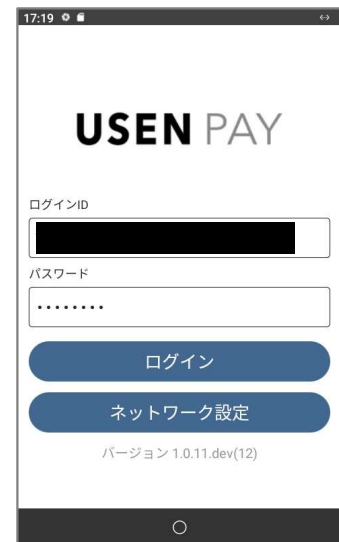 17:19
USEN PAY
ログインID
パスワード
........
ログイン
ネットワーク設定
バージョン 1.0.11.dev(12)